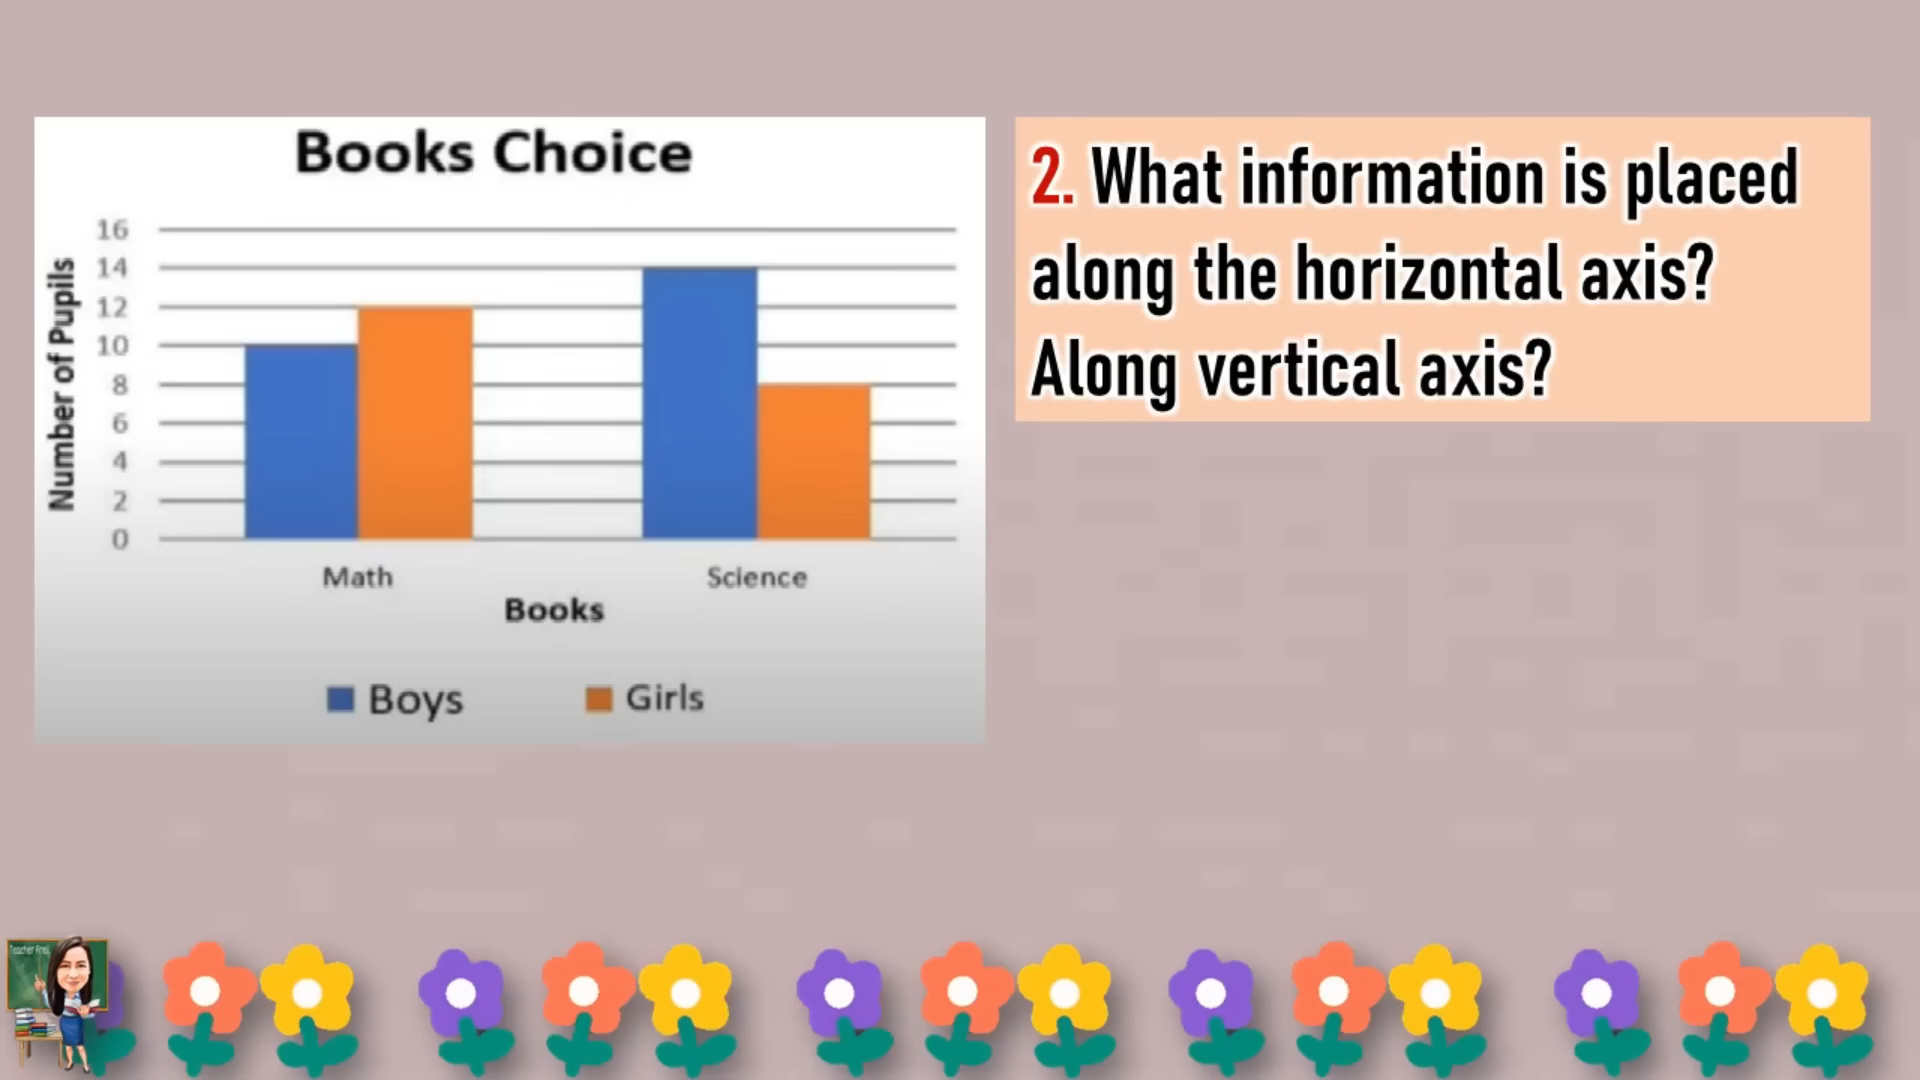 Books Choice
Number of Pupils
16
14
12
10
8
6
4
2
0
Math
Science
Books
Boys
Girls
2. What information is placed
along the horizontal axis?
Along vertical axis?